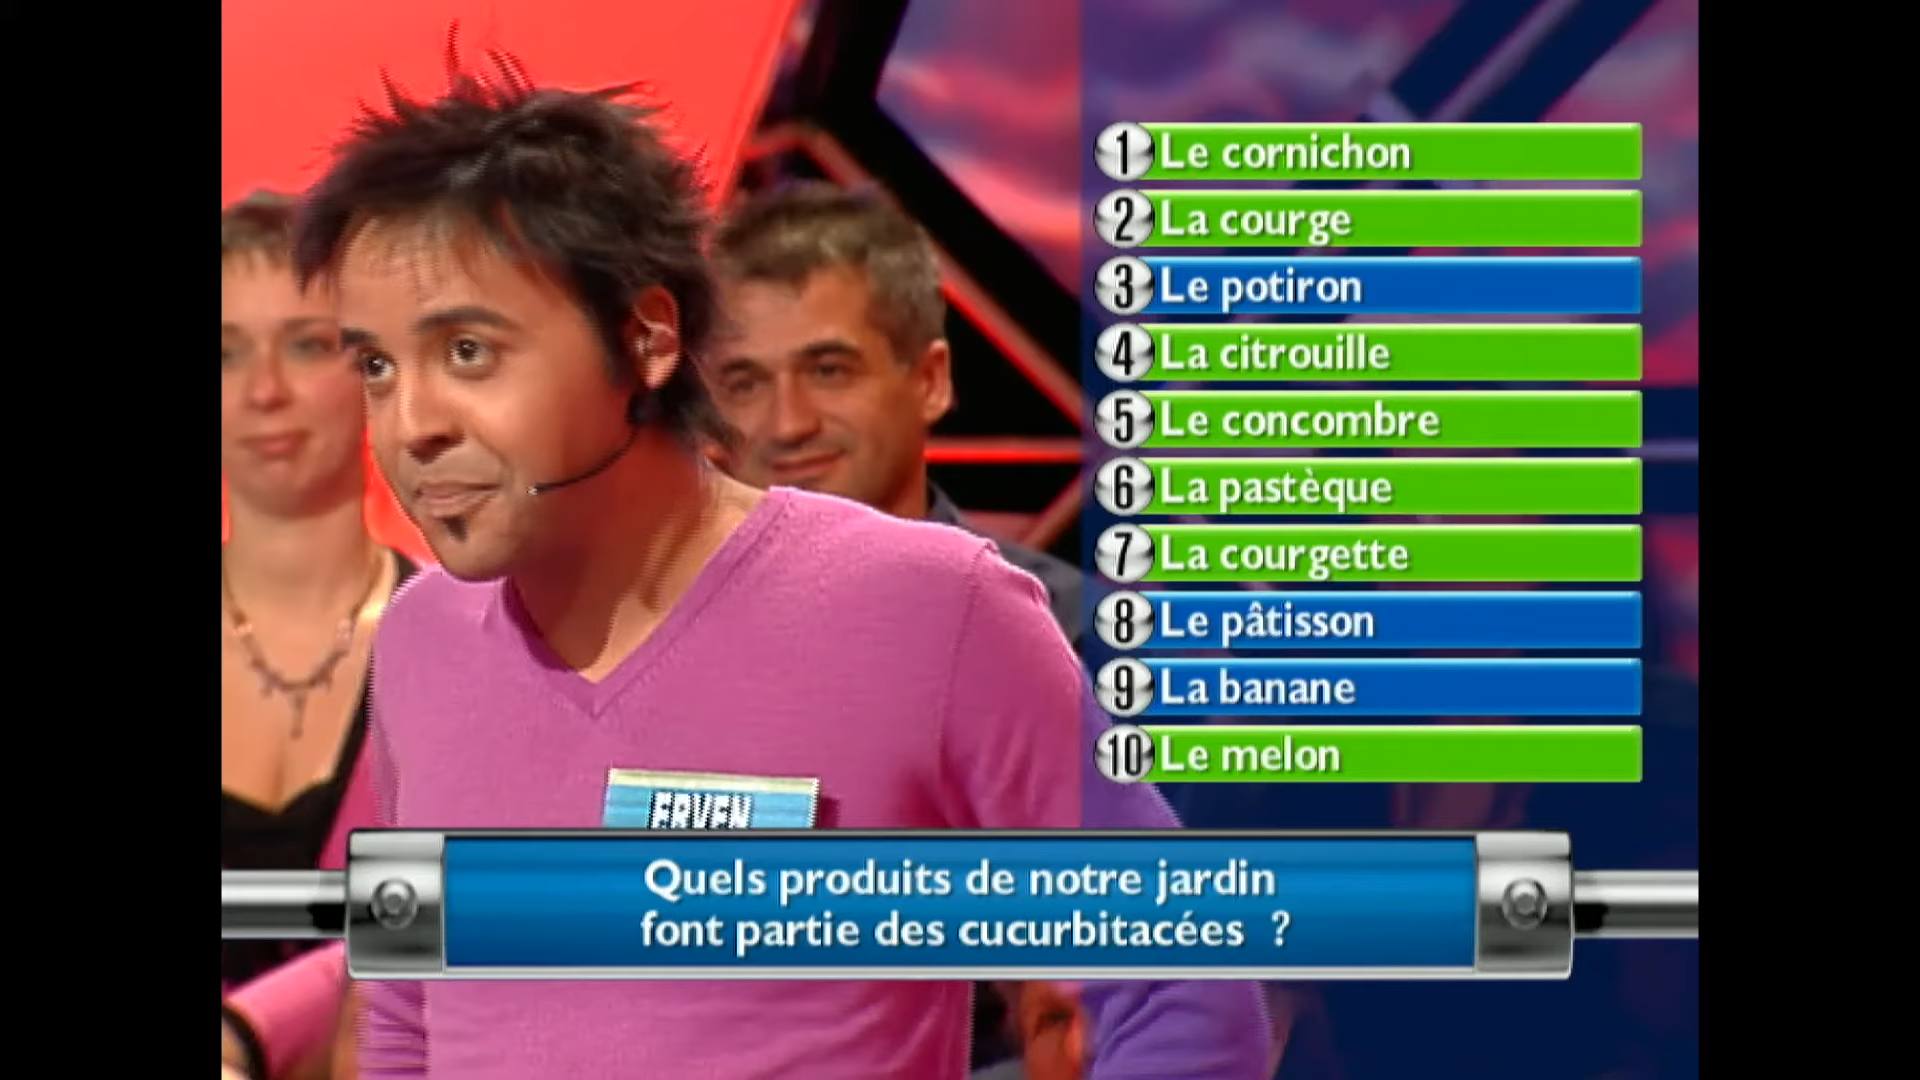 1 Le cornichon
2 La courge
3 Le potiron
4 La citrouille
5 Le concombre
6 La pastèque
7 La courgette
8 Le pâtisson
9 La banane
10 Le melon
ERVEN
Quels produits de notre jardin
font partie des cucurbitacées ?